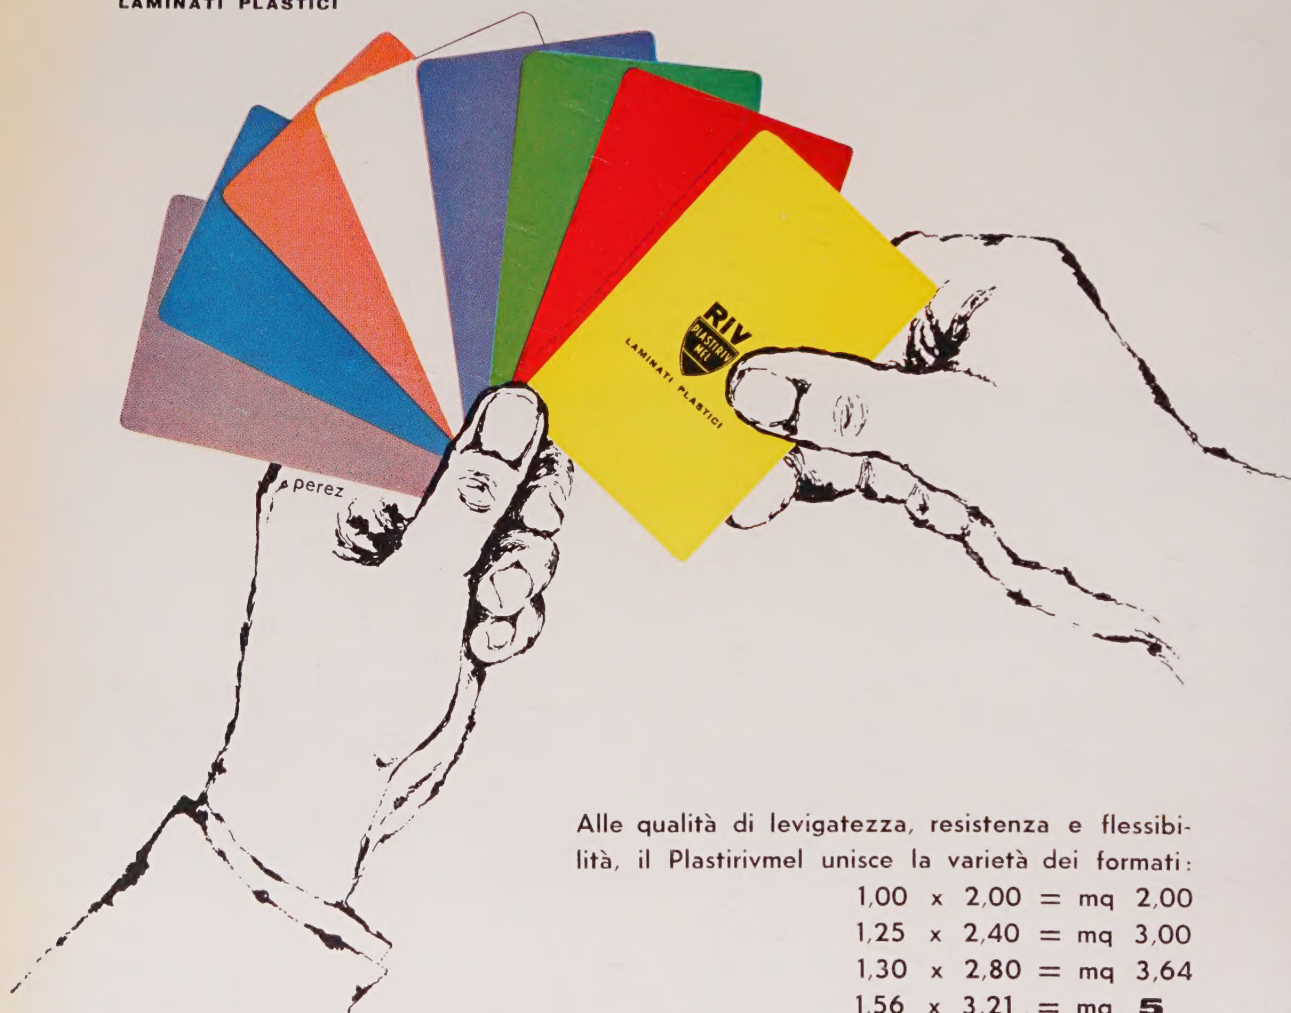 LAMINATI PLASTICI
RIV
PLASTIRIV
MEL
LAMINATI PLASTICI
perez
Alle qualità di levigatezza, resistenza e flessibi-
lità, il Plastirivmel unisce la varietà dei formati:
1,00 x 2,00 = mq 2,00
1,25 x 2,40 = mq 3,00
1,30 x 2,80 = mq 3,64
1,56 x 3,21 = mq 5